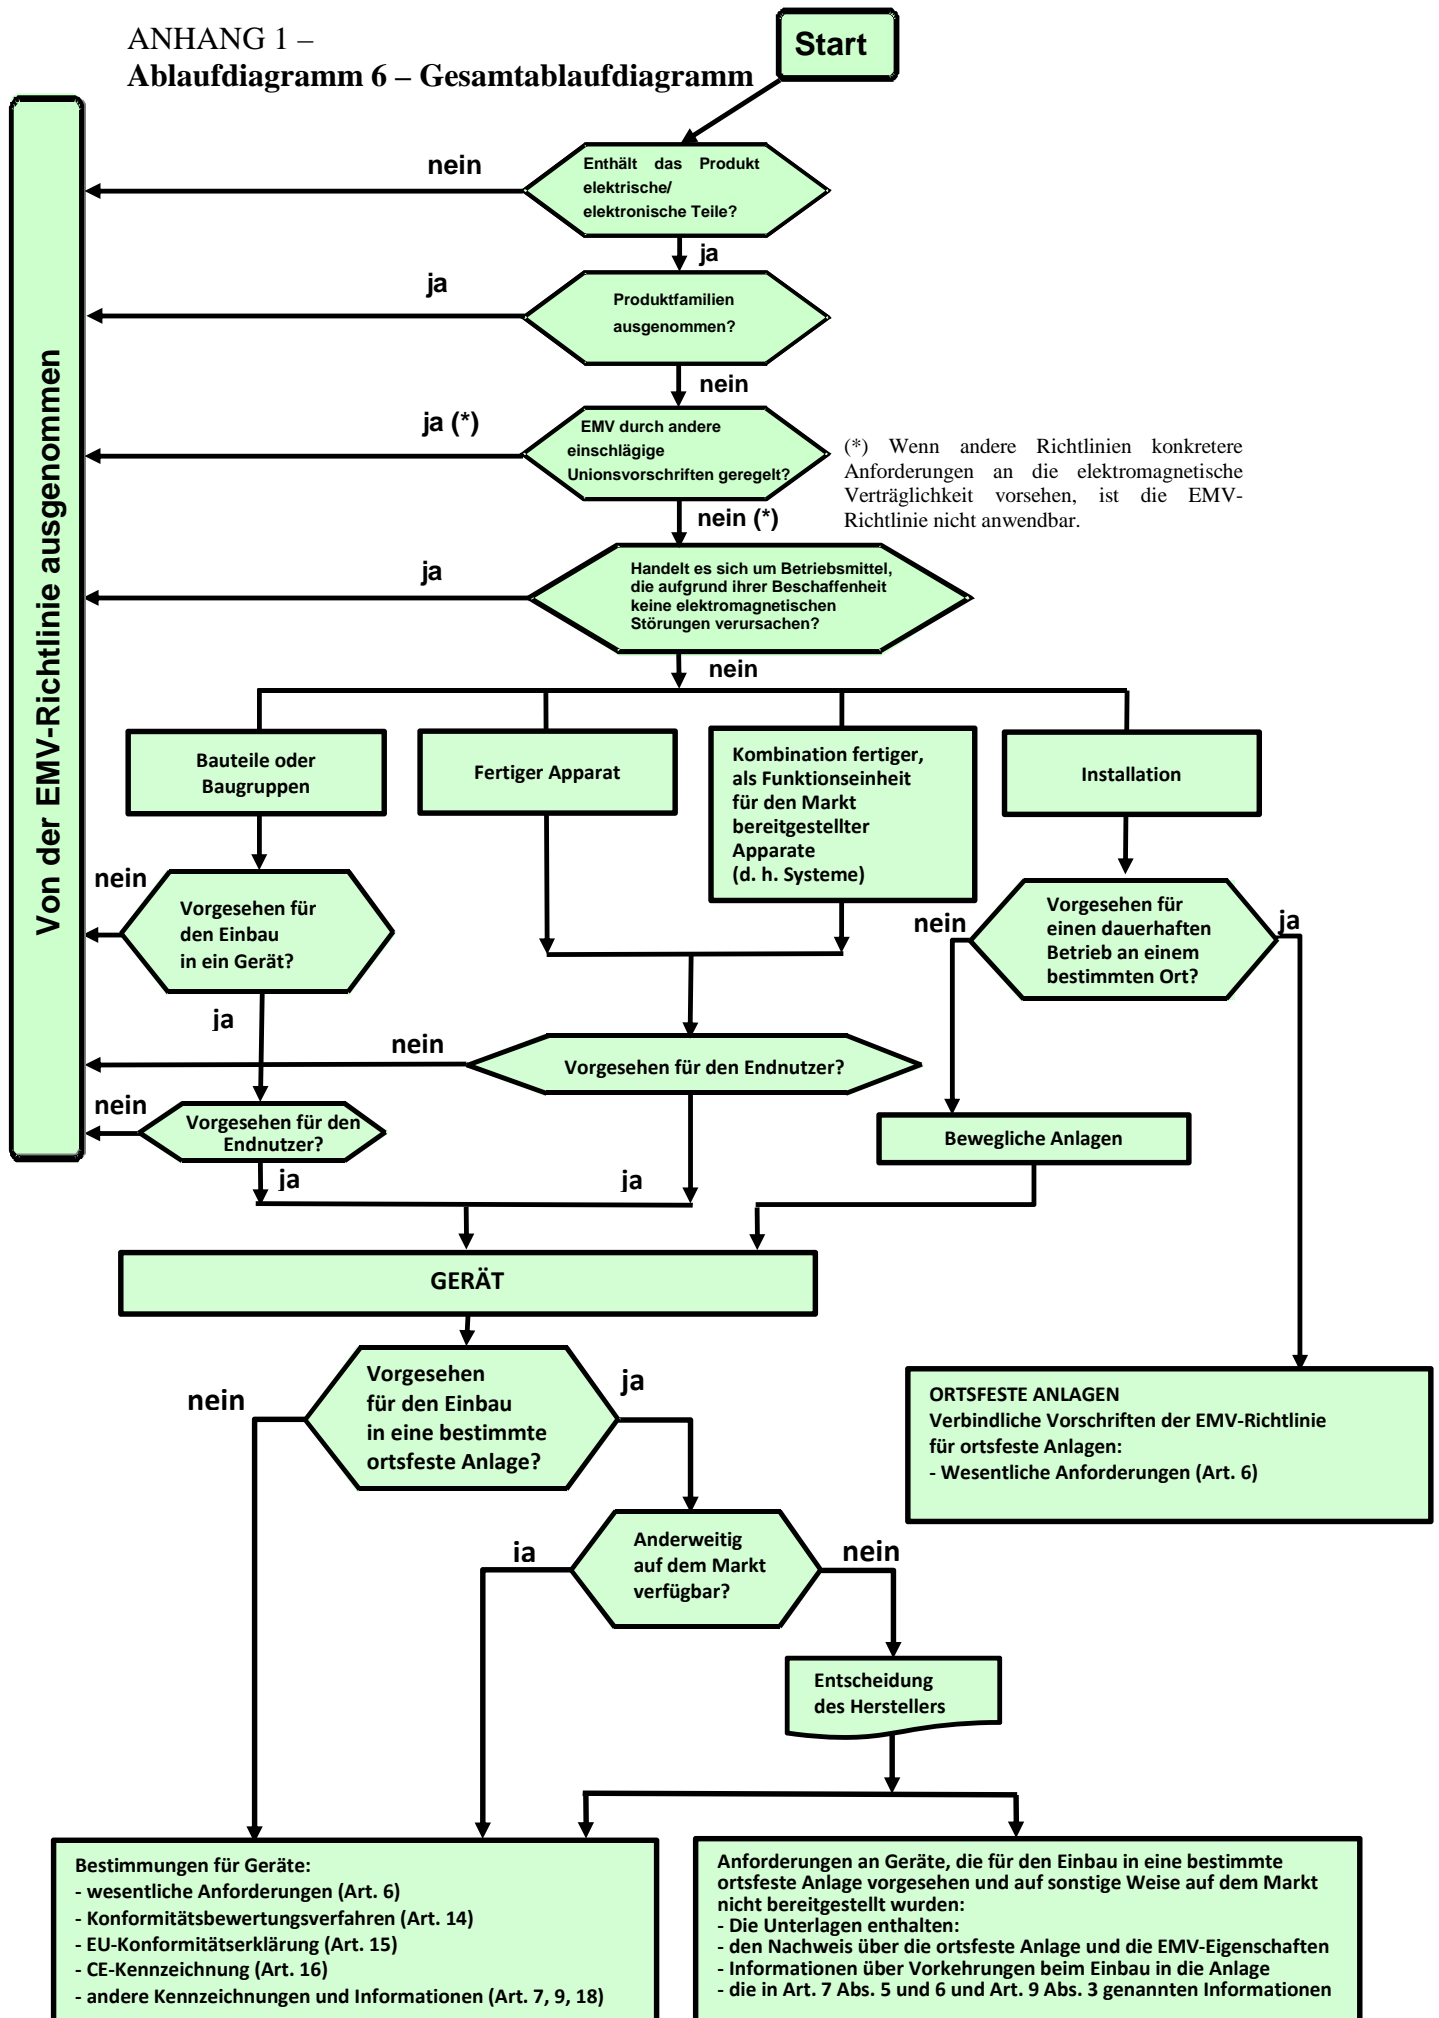 ANHANG 1 –
Ablaufdiagramm 6 – Gesamtablaufdiagramm
Start
Von der EMV-Richtlinie ausgenommen
nein
Enthält das Produkt
elektrische/
elektronische Teile?
ja
ja
Produktfamilien
ausgenommen?
nein
ja (*)
EMV durch andere
einschlägige
Unionsvorschriften geregelt?
(*) Wenn andere Richtlinien konkretere
Anforderungen an die elektromagnetische
Verträglichkeit vorsehen, ist die EMV-
Richtlinie nicht anwendbar.
nein (*)
ja
Handelt es sich um Betriebsmittel,
die aufgrund ihrer Beschaffenheit
keine elektromagnetischen
Störungen verursachen?
nein
Bauteile oder
Baugruppen
Fertiger Apparat
Kombination fertiger,
als Funktionseinheit
für den Markt
bereitgestellter
Apparate
(d. h. Systeme)
Installation
nein
Vorgesehen für
den Einbau
in ein Gerät?
nein
Vorgesehen für
einen dauerhaften
Betrieb an einem
bestimmten Ort?
ja
ja
nein
Vorgesehen für den Endnutzer?
nein
Vorgesehen für den
Endnutzer?
Bewegliche Anlagen
ja
ja
GERÄT
nein
Vorgesehen
für den Einbau
in eine bestimmte
ortsfeste Anlage?
ja
ORTSFESTE ANLAGEN
Verbindliche Vorschriften der EMV-Richtlinie
für ortsfeste Anlagen:
- Wesentliche Anforderungen (Art. 6)
ia
Anderweitig
auf dem Markt
verfügbar?
nein
Entscheidung
des Herstellers
Bestimmungen für Geräte:
- wesentliche Anforderungen (Art. 6)
- Konformitätsbewertungsverfahren (Art. 14)
- EU-Konformitätserklärung (Art. 15)
- CE-Kennzeichnung (Art. 16)
- andere Kennzeichnungen und Informationen (Art. 7, 9, 18)
Anforderungen an Geräte, die für den Einbau in eine bestimmte
ortsfeste Anlage vorgesehen und auf sonstige Weise auf dem Markt
nicht bereitgestellt wurden:
- Die Unterlagen enthalten:
- den Nachweis über die ortsfeste Anlage und die EMV-Eigenschaften
- Informationen über Vorkehrungen beim Einbau in die Anlage
- die in Art. 7 Abs. 5 und 6 und Art. 9 Abs. 3 genannten Informationen